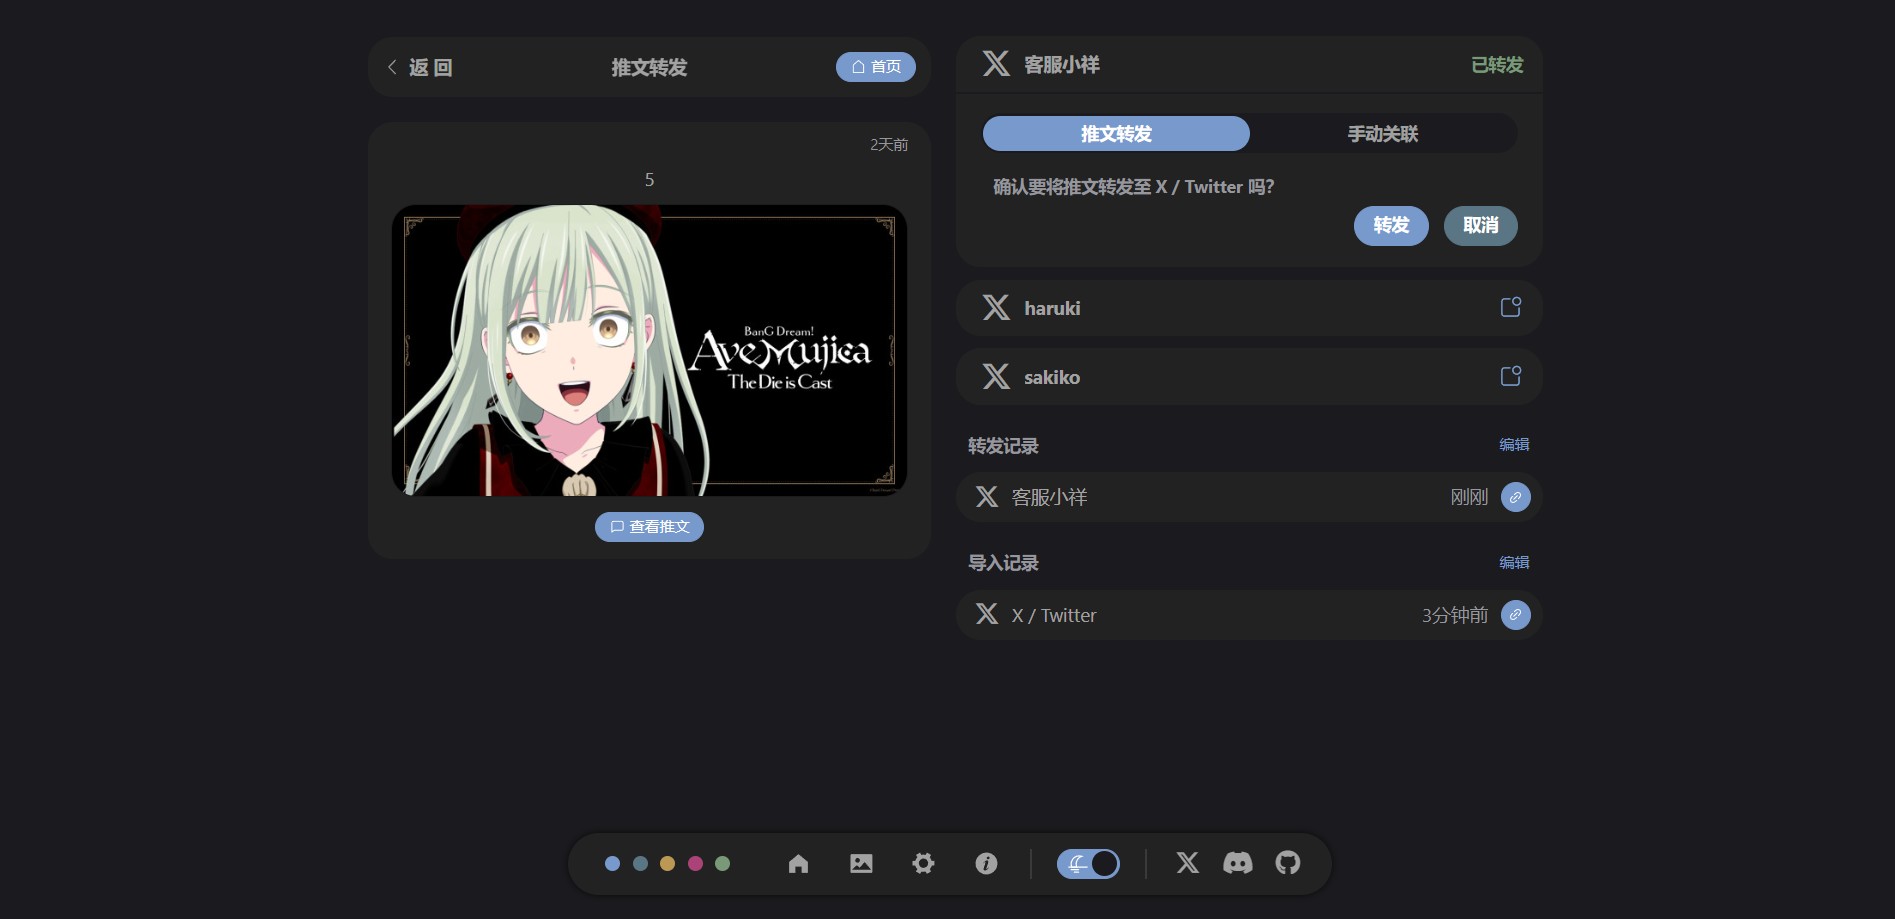 返 回
推文转发
首页
2天前
5
BanG Dream!
Ave Mujica
The Die is Cast
查看推文
客服小祥
已转发
推文转发
手动关联
确认要将推文转发至 X / Twitter 吗?
转发
取消
haruki
sakiko
转发记录
编辑
客服小祥
刚刚
导入记录
编辑
X / Twitter
3分钟前